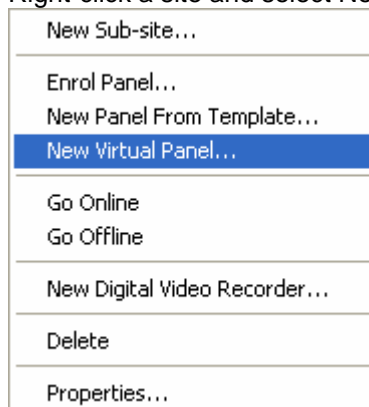 Right-click a site and select Ne
New Sub-site...
Enrol Panel...
New Panel From Template...
New Virtual Panel...
Go Online
Go Offline
New Digital Video Recorder...
Delete
Properties...